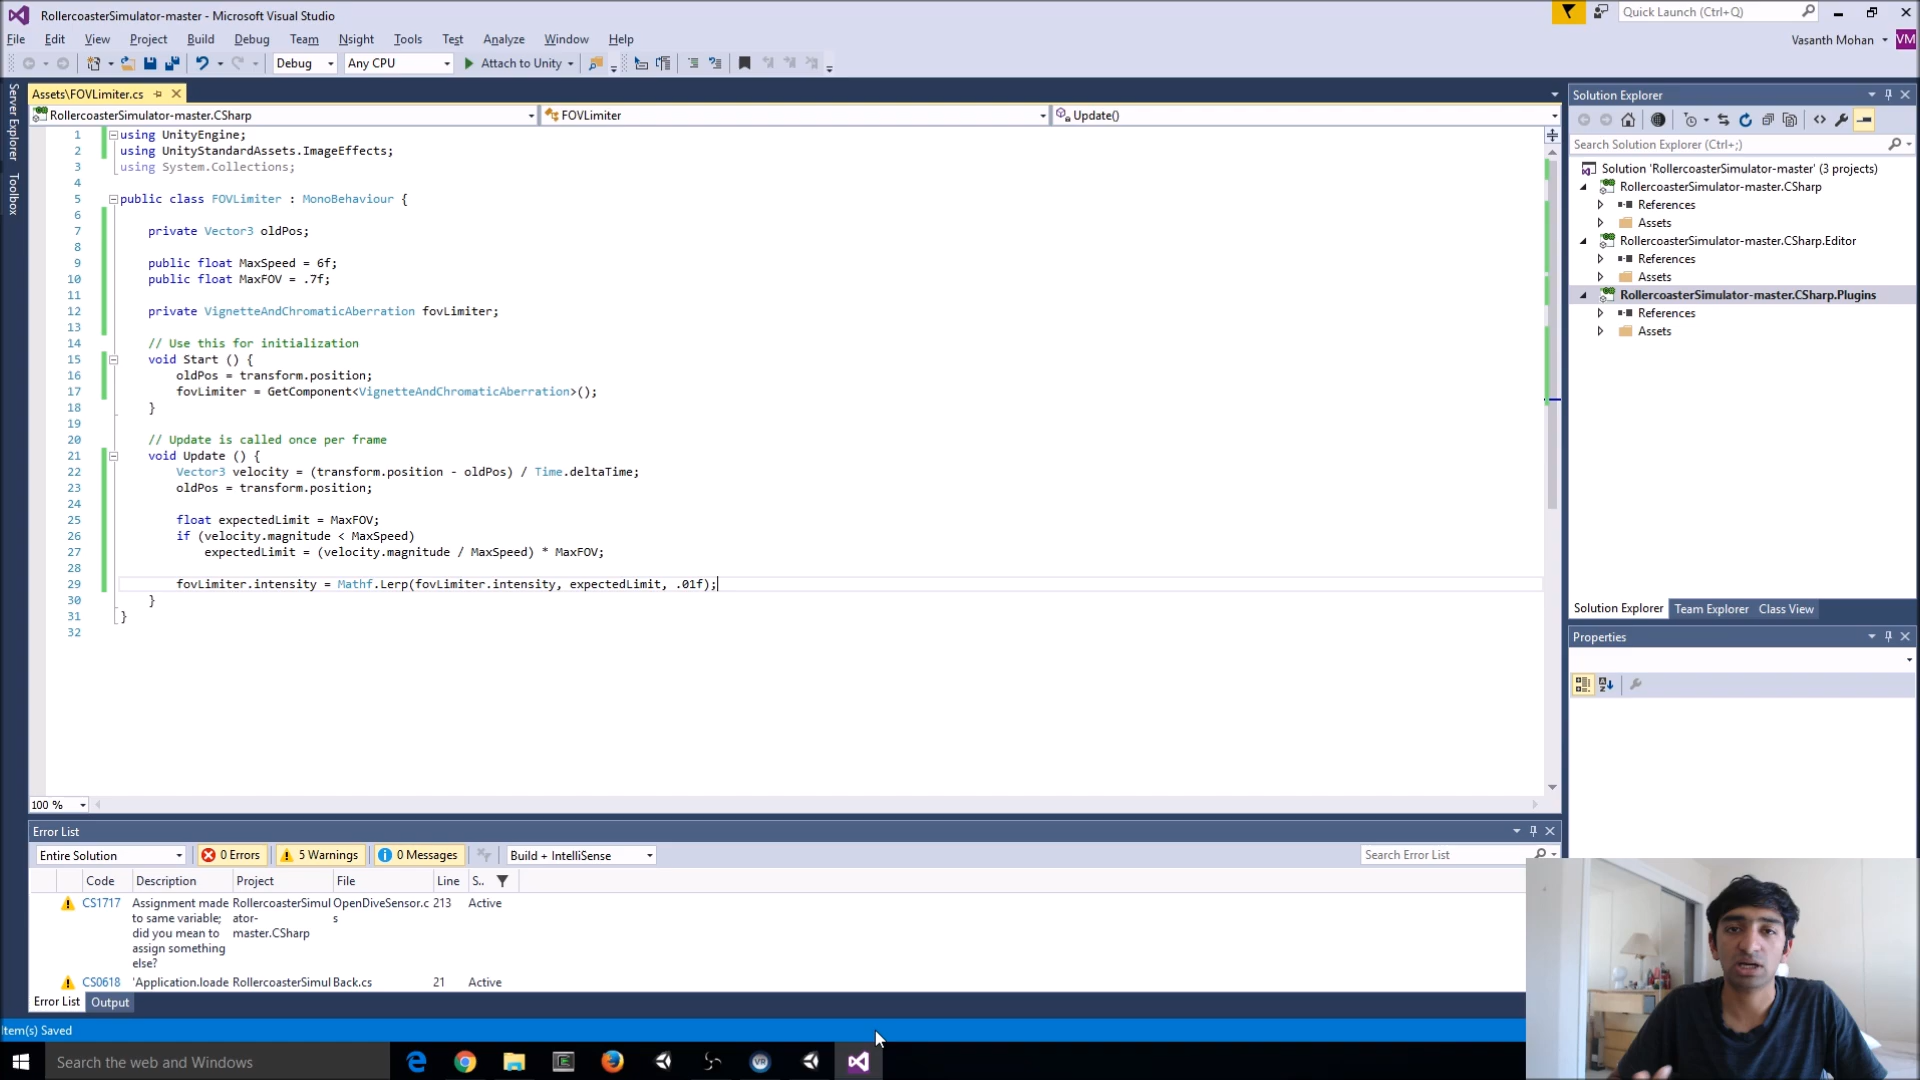 RollercoasterSimulator-master - Microsoft Visual Studio
Quick Launch (Ctrl+Q)
File Edit View Project Build Debug Team Nsight Tools Test Analyze Window Help
Vasanth Mohan VM
Debug Any CPU Attach to Unity
Server Explorer
Toolbox
Assets\FOVLimiter.cs
RollercoasterSimulator-master.CSharp FOVLimiter Update()
1 using UnityEngine;
2 using UnityStandardAssets.ImageEffects;
3 using System.Collections;
4
5 public class FOVLimiter : MonoBehaviour {
6
7 private Vector3 oldPos;
8
9 public float MaxSpeed = 6f;
10 public float MaxFOV = .7f;
11
12 private VignetteAndChromaticAberration fovLimiter;
13
14 // Use this for initialization
15 void Start () {
16 oldPos = transform.position;
17 fovLimiter = GetComponent<VignetteAndChromaticAberration>();
18 }
19
20 // Update is called once per frame
21 void Update () {
22 Vector3 velocity = (transform.position - oldPos) / Time.deltaTime;
23 oldPos = transform.position;
24
25 float expectedLimit = MaxFOV;
26 if (velocity.magnitude < MaxSpeed)
27 expectedLimit = (velocity.magnitude / MaxSpeed) * MaxFOV;
28
29 fovLimiter.intensity = Mathf.Lerp(fovLimiter.intensity, expectedLimit, .01f);
30 }
31 }
32
100 %
Solution Explorer
Search Solution Explorer (Ctrl+;)
Solution 'RollercoasterSimulator-master' (3 projects)
RollercoasterSimulator-master.CSharp
References
Assets
RollercoasterSimulator-master.CSharp.Editor
References
Assets
RollercoasterSimulator-master.CSharp.Plugins
References
Assets
Solution Explorer Team Explorer Class View
Properties
Error List
Entire Solution 0 Errors 5 Warnings 0 Messages Build + IntelliSense Search Error List
Code Description Project File Line S..
CS1717 Assignment made RollercoasterSimul OpenDiveSensor.c 213 Active
to same variable; ator- s
did you mean to master.CSharp
assign something
else?
CS0618 'Application.loade RollercoasterSimul Back.cs 21 Active
Error List Output
Item(s) Saved
Search the web and Windows